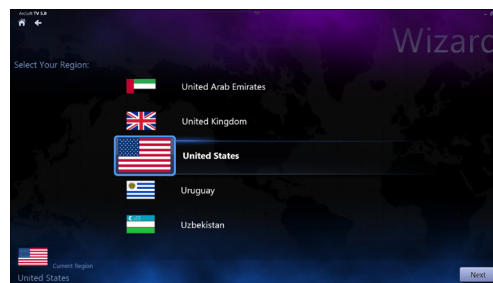 ArcSoft TV 5.0
Wizard
Select Your Region:
United Arab Emirates
United Kingdom
United States
Uruguay
Uzbekistan
Current Region
United States
Next